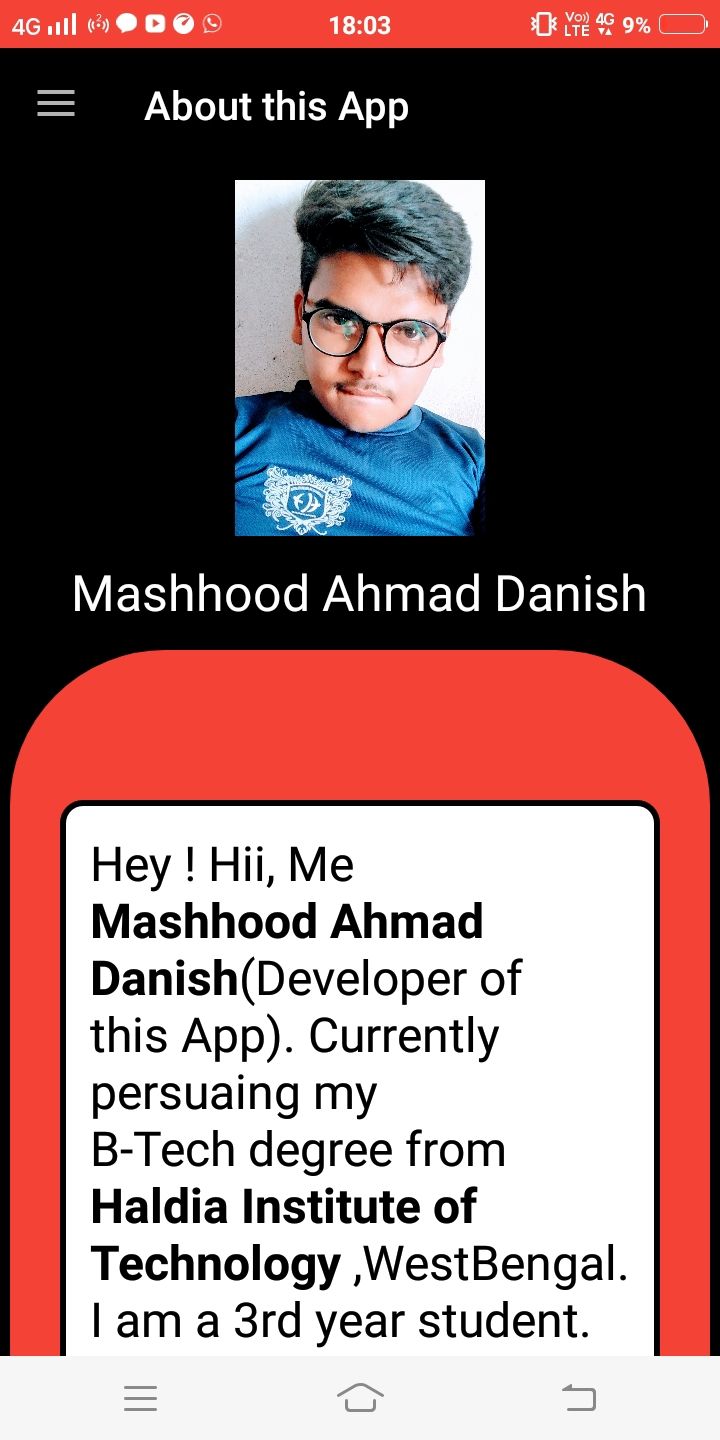 4G 2 18:03 Vo)) LTE 4G 9%
About this App
Mashhood Ahmad Danish
Hey ! Hii, Me
Mashhood Ahmad
Danish(Developer of
this App). Currently
persuaing my
B-Tech degree from
Haldia Institute of
Technology ,WestBengal.
I am a 3rd year student.